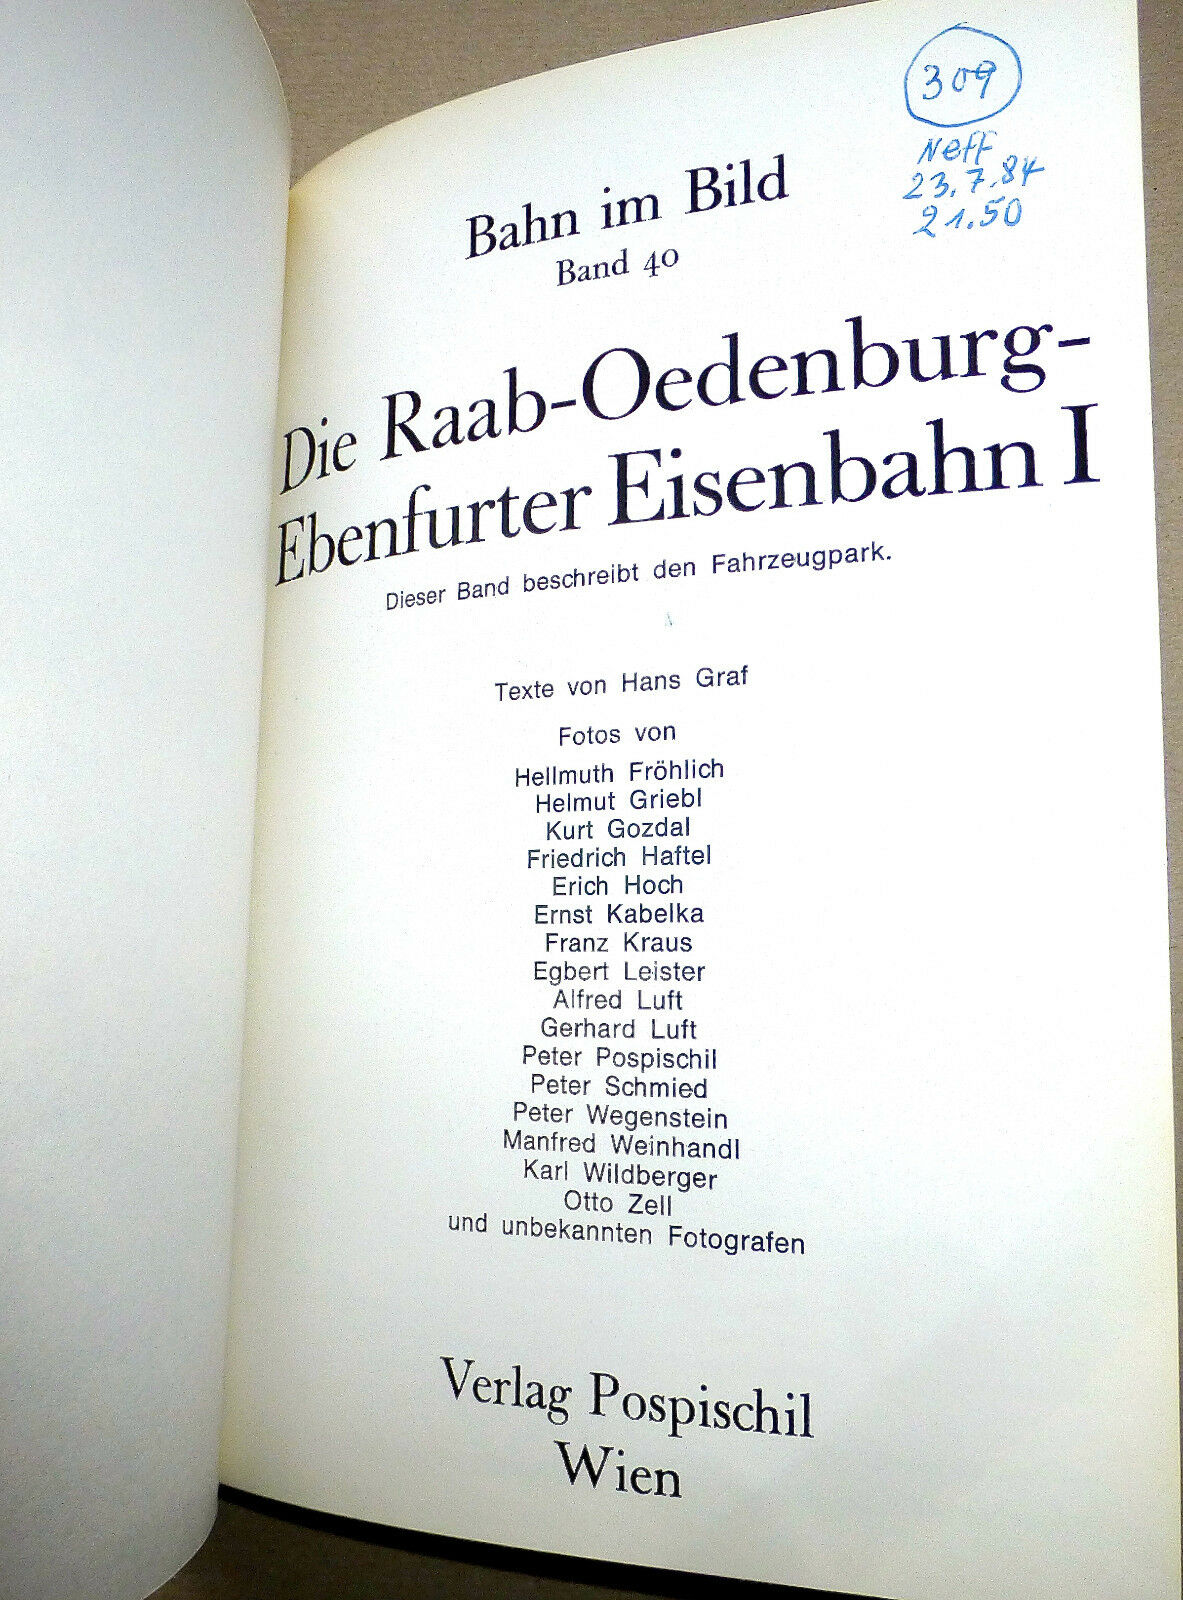 309
Neff
23.7.84
21.50
Bahn im Bild
Band 40
Die Raab-Oedenburg-
Ebenfurter Eisenbahn I
Dieser Band beschreibt den Fahrzeugpark.
Texte von Hans Graf
Fotos von
Hellmuth Fröhlich
Helmut Griebl
Kurt Gozdal
Friedrich Haftel
Erich Hoch
Ernst Kabelka
Franz Kraus
Egbert Leister
Alfred Luft
Gerhard Luft
Peter Pospischil
Peter Schmied
Peter Wegenstein
Manfred Weinhandl
Karl Wildberger
Otto Zell
und unbekannten Fotografen
Verlag Pospischil
Wien